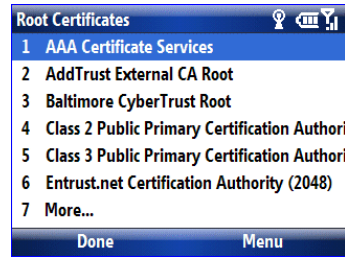 Root Certificates
1 AAA Certificate Services
2 AddTrust External CA Root
3 Baltimore CyberTrust Root
4 Class 2 Public Primary Certification Authori
5 Class 3 Public Primary Certification Authori
6 Entrust.net Certification Authority (2048)
7 More...
Done Menu